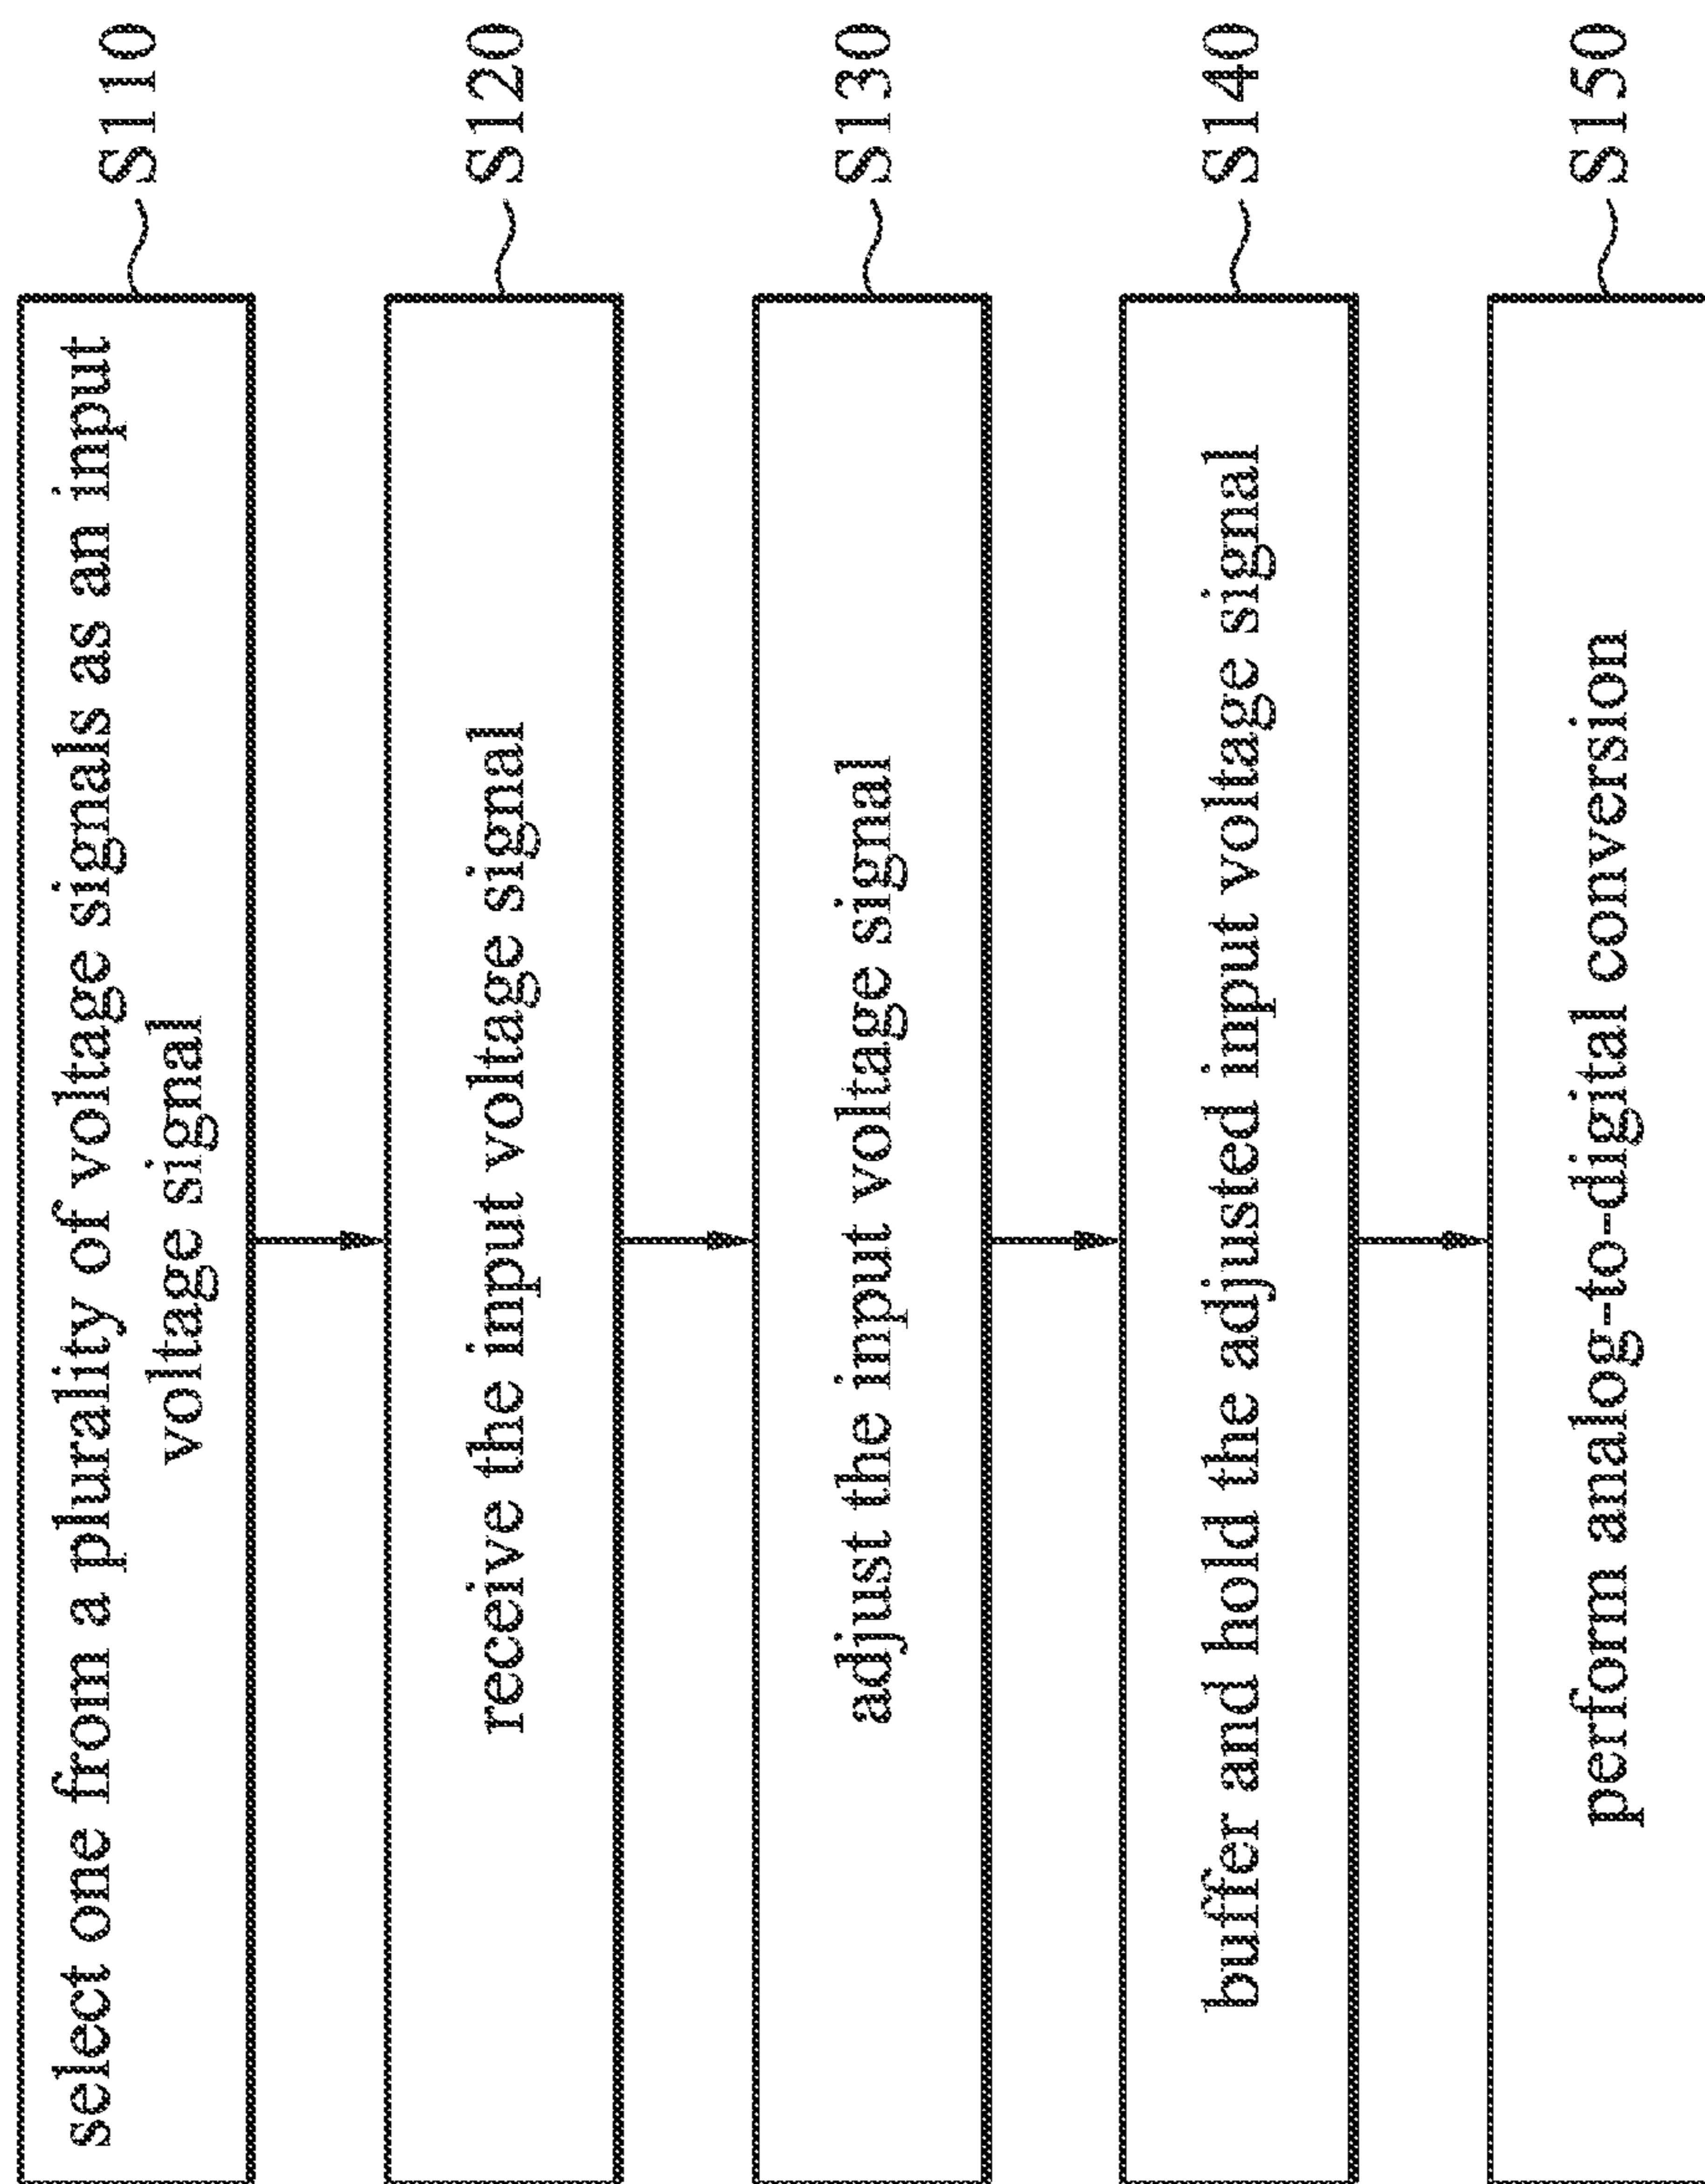 select one from a plurality of voltage signals as an input
voltage signal
S110
receive the input voltage signal
S120
adjust the input voltage signal
S130
buffer and hold the adjusted input voltage signal
S140
perform analog-to-digital conversion
S150